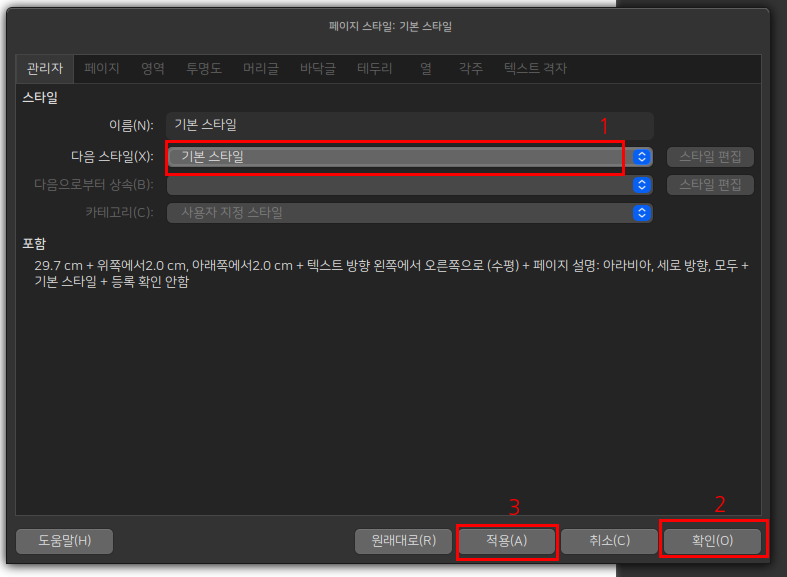 페이지 스타일: 기본 스타일
관리자 페이지 영역 투명도 머리글 바닥글 테두리 열 각주 텍스트 격자
스타일
이름(N): 기본 스타일 1
다음 스타일(X): 기본 스타일 스타일 편집
다음으로부터 상속(B): 스타일 편집
카테고리(C): 사용자 지정 스타일
포함
29.7 cm + 위쪽에서2.0 cm, 아래쪽에서2.0 cm + 텍스트 방향 왼쪽에서 오른쪽으로 (수평) + 페이지 설명: 아라비아, 세로 방향, 모두 +
기본 스타일 + 등록 확인 안함
3 2
도움말(H) 원래대로(R) 적용(A) 취소(C) 확인(O)